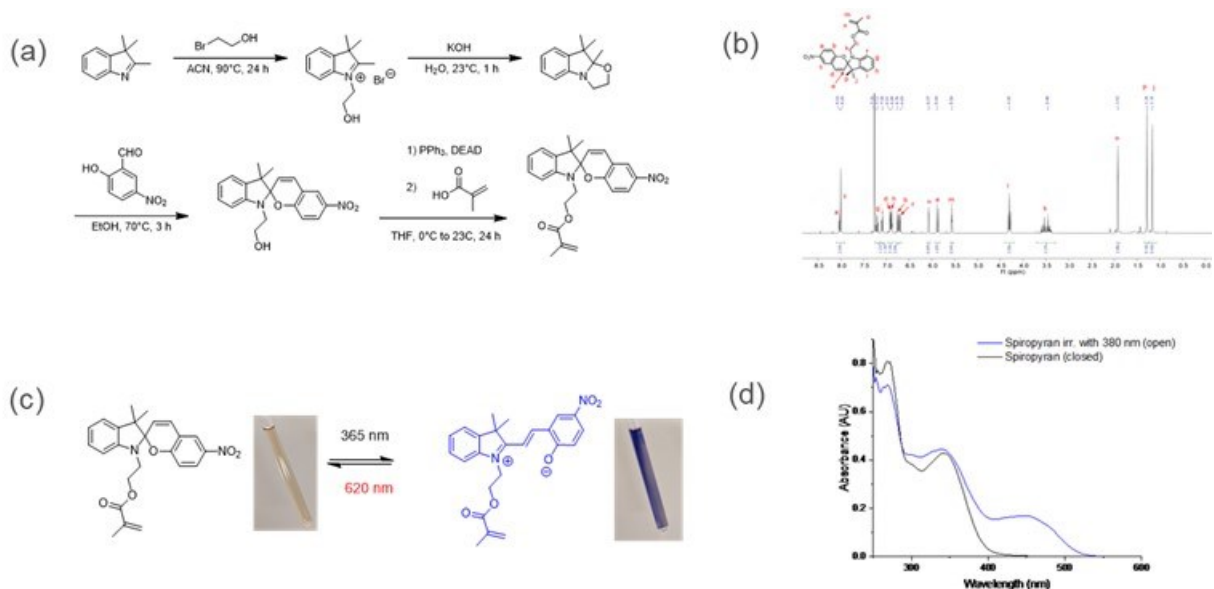 (a)
Br
OH
ACN, 90°C, 24 h
N
N
⊕
Br⊖
OH
KOH
H₂O, 23°C, 1 h
O
N
CHO
HO
NO₂
EtOH, 70°C, 3 h
N
O
NO₂
OH
1) PPh₃, DEAD
2)
O
HO
THF, 0°C to 23C, 24 h
N
O
NO₂
O
O
(b)
8.5 8.0 7.5 7.0 6.5 6.0 5.5 5.0 4.5 4.0 3.5 3.0 2.5 2.0 1.5 1.0 0.5 0.0
f1 (ppm)
(c)
N
O
NO₂
O
O
365 nm
620 nm
NO₂
N
⊕
O
⊖
O
O
(d)
Spiropyran irr. with 380 nm (open)
Spiropyran (closed)
Absorbance (AU)
0.8
0.6
0.4
0.2
0.0
300 400 500 600
Wavelength (nm)